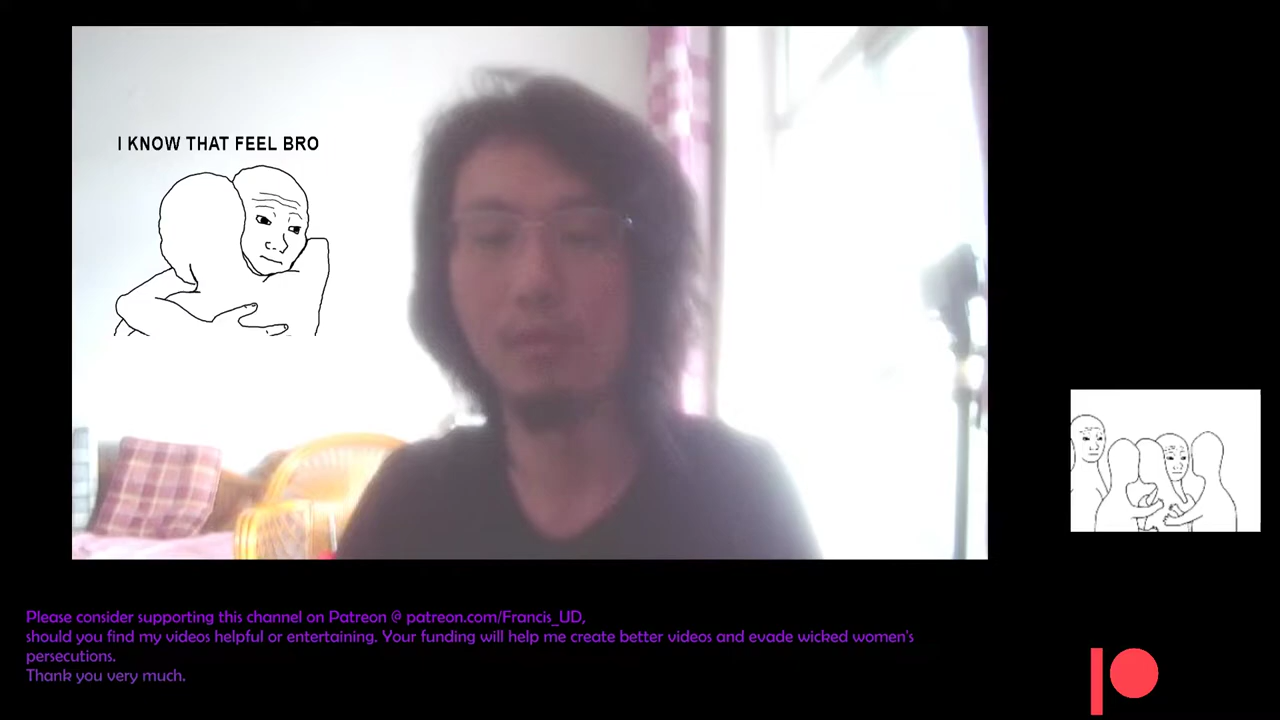 I KNOW THAT FEEL BRO
Please consider supporting this channel on Patreon @ patreon.com/Francis_UD,
should you find my videos helpful or entertaining. Your funding will help me create better videos and evade wicked women's
persecutions.
Thank you very much.